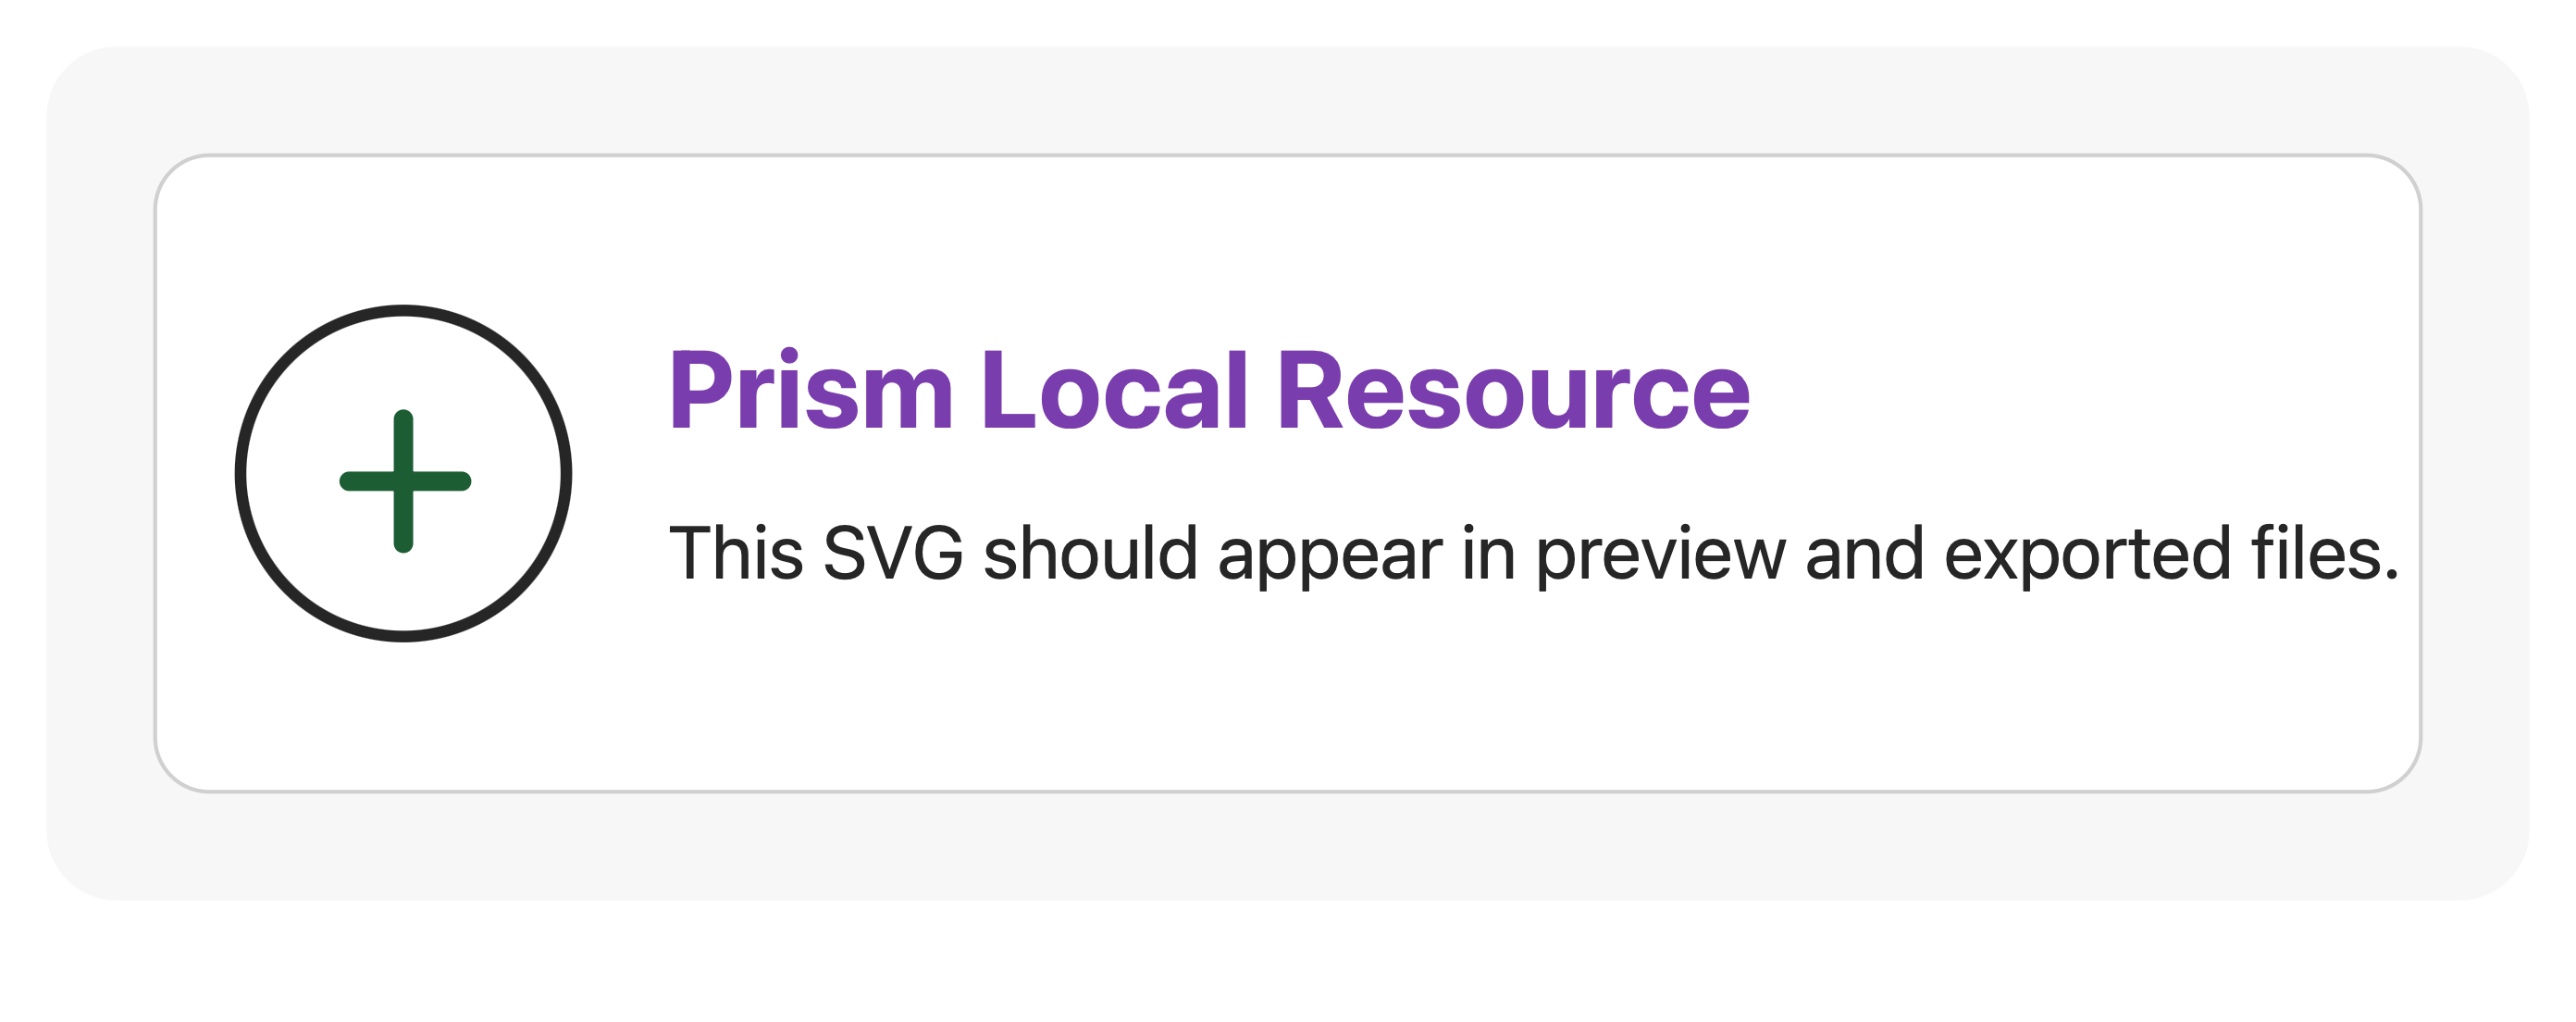 Prism Local Resource
This SVG should appear in preview and exported files.